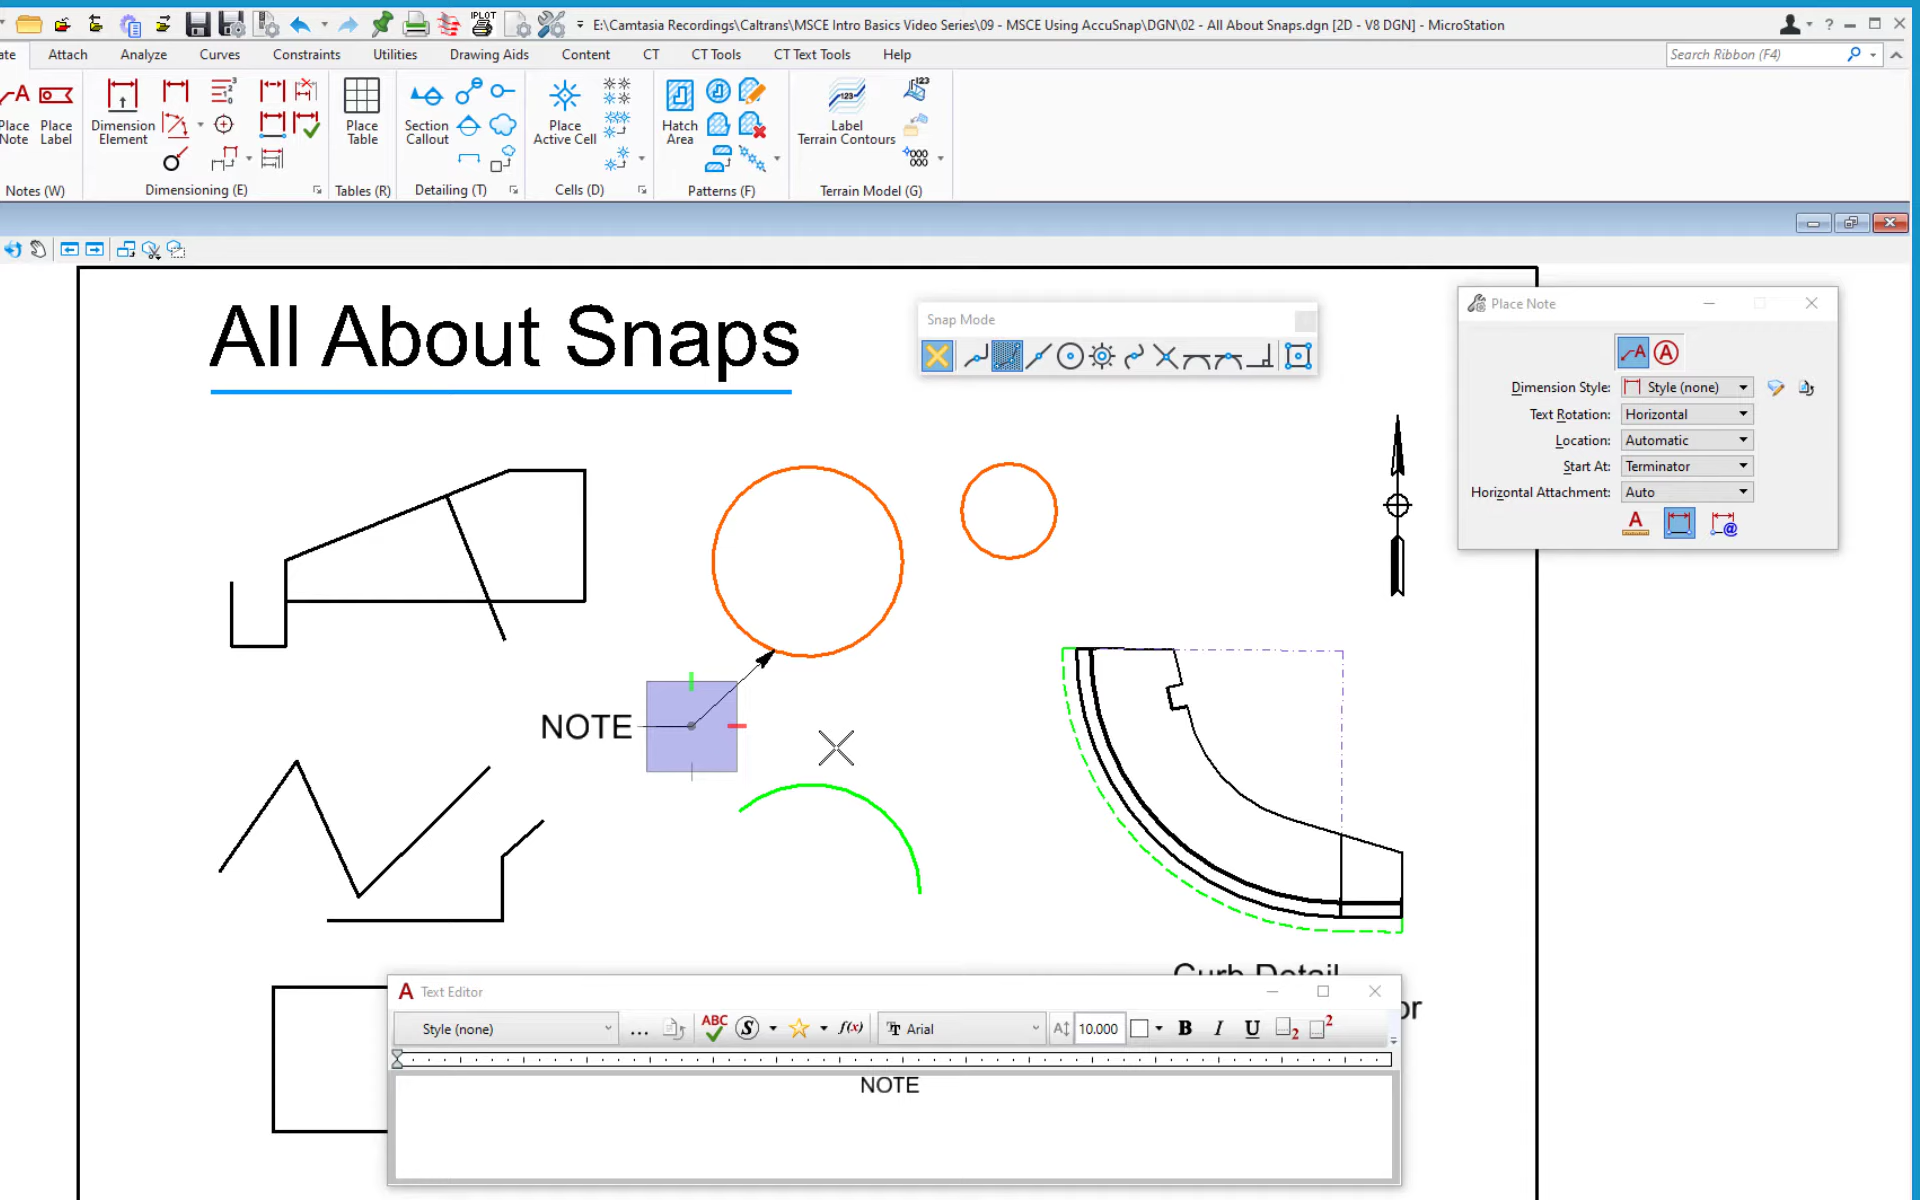 E:\Camtasia Recordings\Caltrans\MSCE Intro Basics Video Series\09 - MSCE Using AccuSnap\DGN\02 - All About Snaps.dgn [2D - V8 DGN] - MicroStation
Attach Analyze Curves Constraints Utilities Drawing Aids Content CT CT Tools CT Text Tools Help
Search Ribbon (F4)
Place Note
Place Label
Dimension Element
Place Table
Section Callout
Place Active Cell
Hatch Area
Label Terrain Contours
Notes (W) Dimensioning (E) Tables (R) Detailing (T) Cells (D) Patterns (F) Terrain Model (G)
All About Snaps
Snap Mode
Place Note
Dimension Style: Style (none)
Text Rotation: Horizontal
Location: Automatic
Start At: Terminator
Horizontal Attachment: Auto
NOTE
Curb Detail
Text Editor
Style (none) ... ABC f(x) Arial 10.000 B I U
NOTE